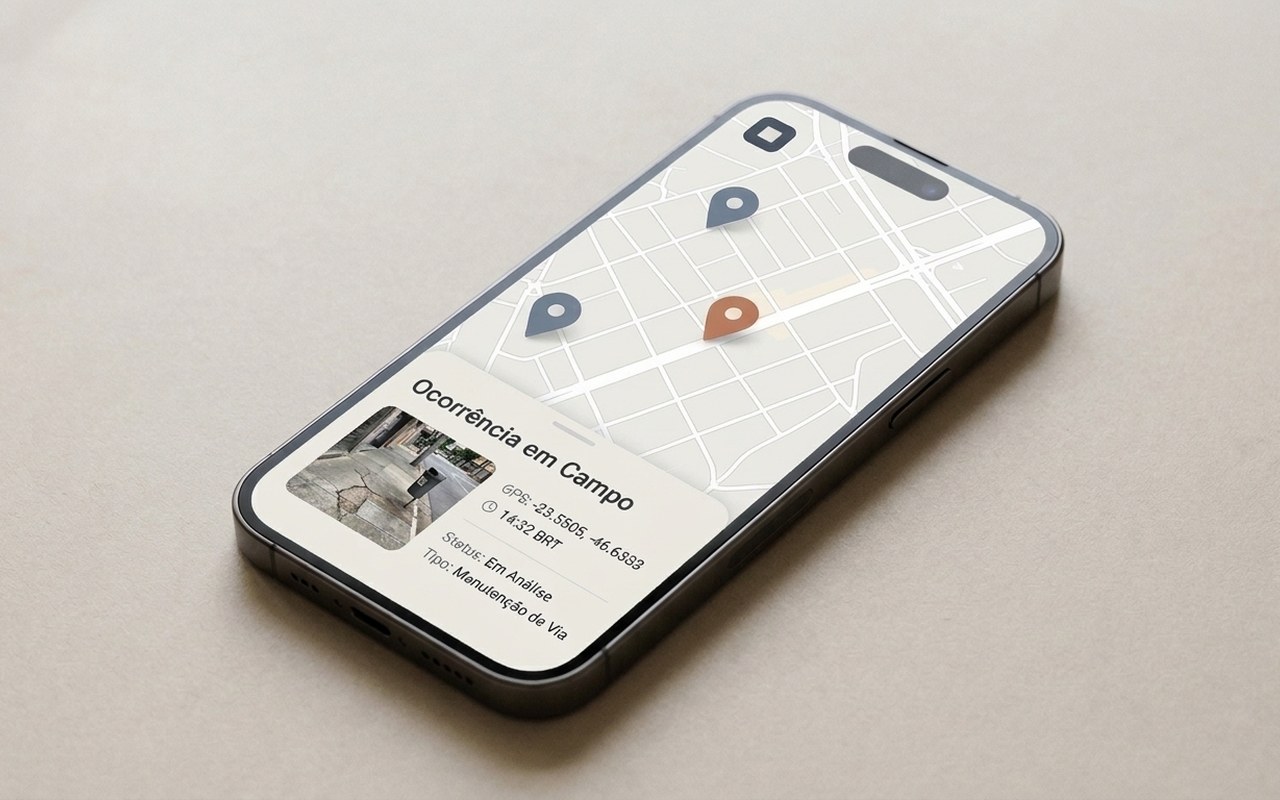 Ocorrência em Campo
GPS: -23.5505, -46.6333
14:32 BRT
Status: Em Análise
Tipo: Manutenção de Via